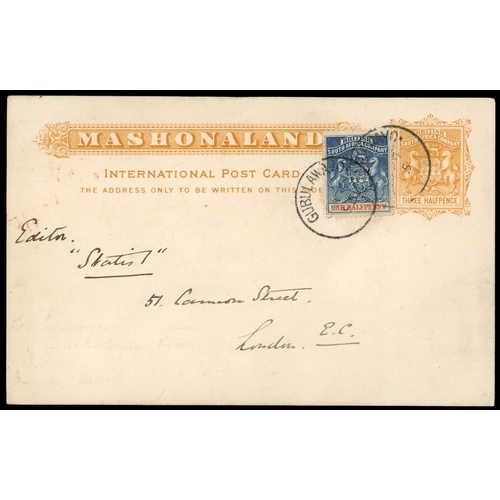 MASHONALAND
INTERNATIONAL POST CARD
THE ADDRESS ONLY TO BE WRITTEN ON THIS
BRITISH
SOUTH AFRICA COMPANY
ONE HALFPENNY
THREE HALFPENCE
GUBULAWAYO
Editor.
"Statist"
51. Cannon Street.
London. E.C.